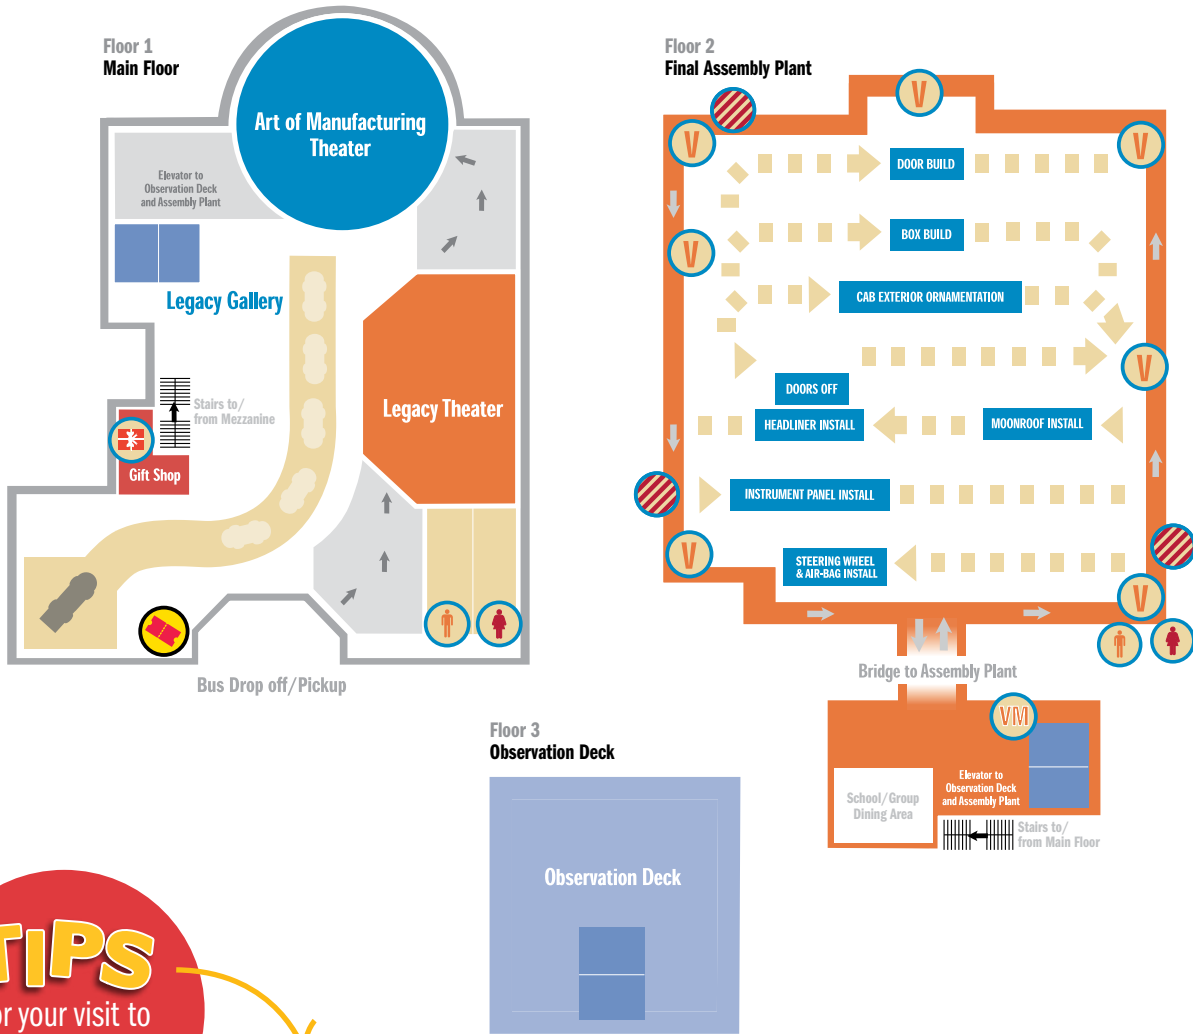 Floor 1
Main Floor
Art of Manufacturing
Theater
Elevator to
Observation Deck
and Assembly Plant
Legacy Gallery
Stairs to/
from Mezzanine
Legacy Theater
Gift Shop
Bus Drop off/Pickup
Floor 2
Final Assembly Plant
V
V
V
V
V
V
V
DOOR BUILD
BOX BUILD
CAB EXTERIOR ORNAMENTATION
DOORS OFF
HEADLINER INSTALL
MOONROOF INSTALL
INSTRUMENT PANEL INSTALL
STEERING WHEEL
& AIR-BAG INSTALL
Bridge to Assembly Plant
VM
School/Group
Dining Area
Elevator to
Observation Deck
and Assembly Plant
Stairs to/
from Main Floor
Floor 3
Observation Deck
Observation Deck
TIPS
or your visit to